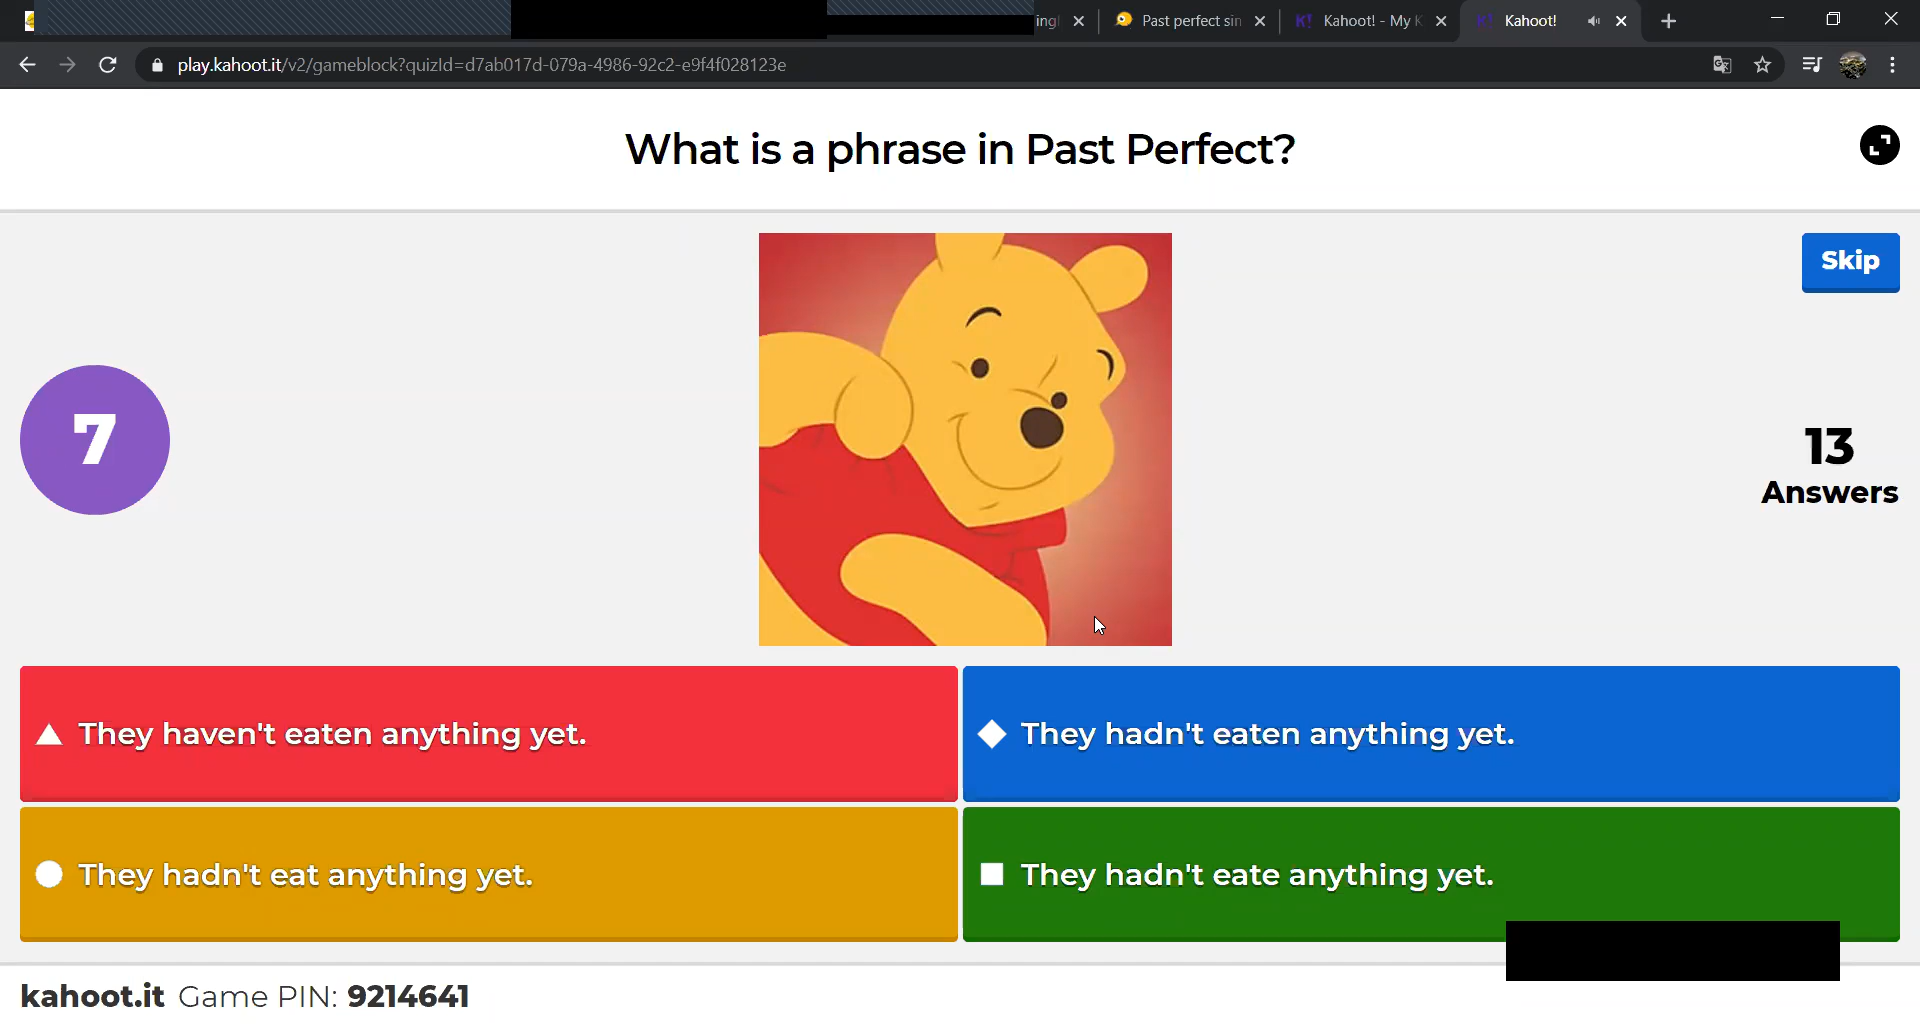 ingl
Past perfect sin
Kahoot! - My K
Kahoot!
play.kahoot.it/v2/gameblock?quizId=d7ab017d-079a-4986-92c2-e9f4f028123e
What is a phrase in Past Perfect?
Skip
7
13
Answers
They haven't eaten anything yet.
They hadn't eaten anything yet.
They hadn't eat anything yet.
They hadn't eate anything yet.
kahoot.it Game PIN: 9214641